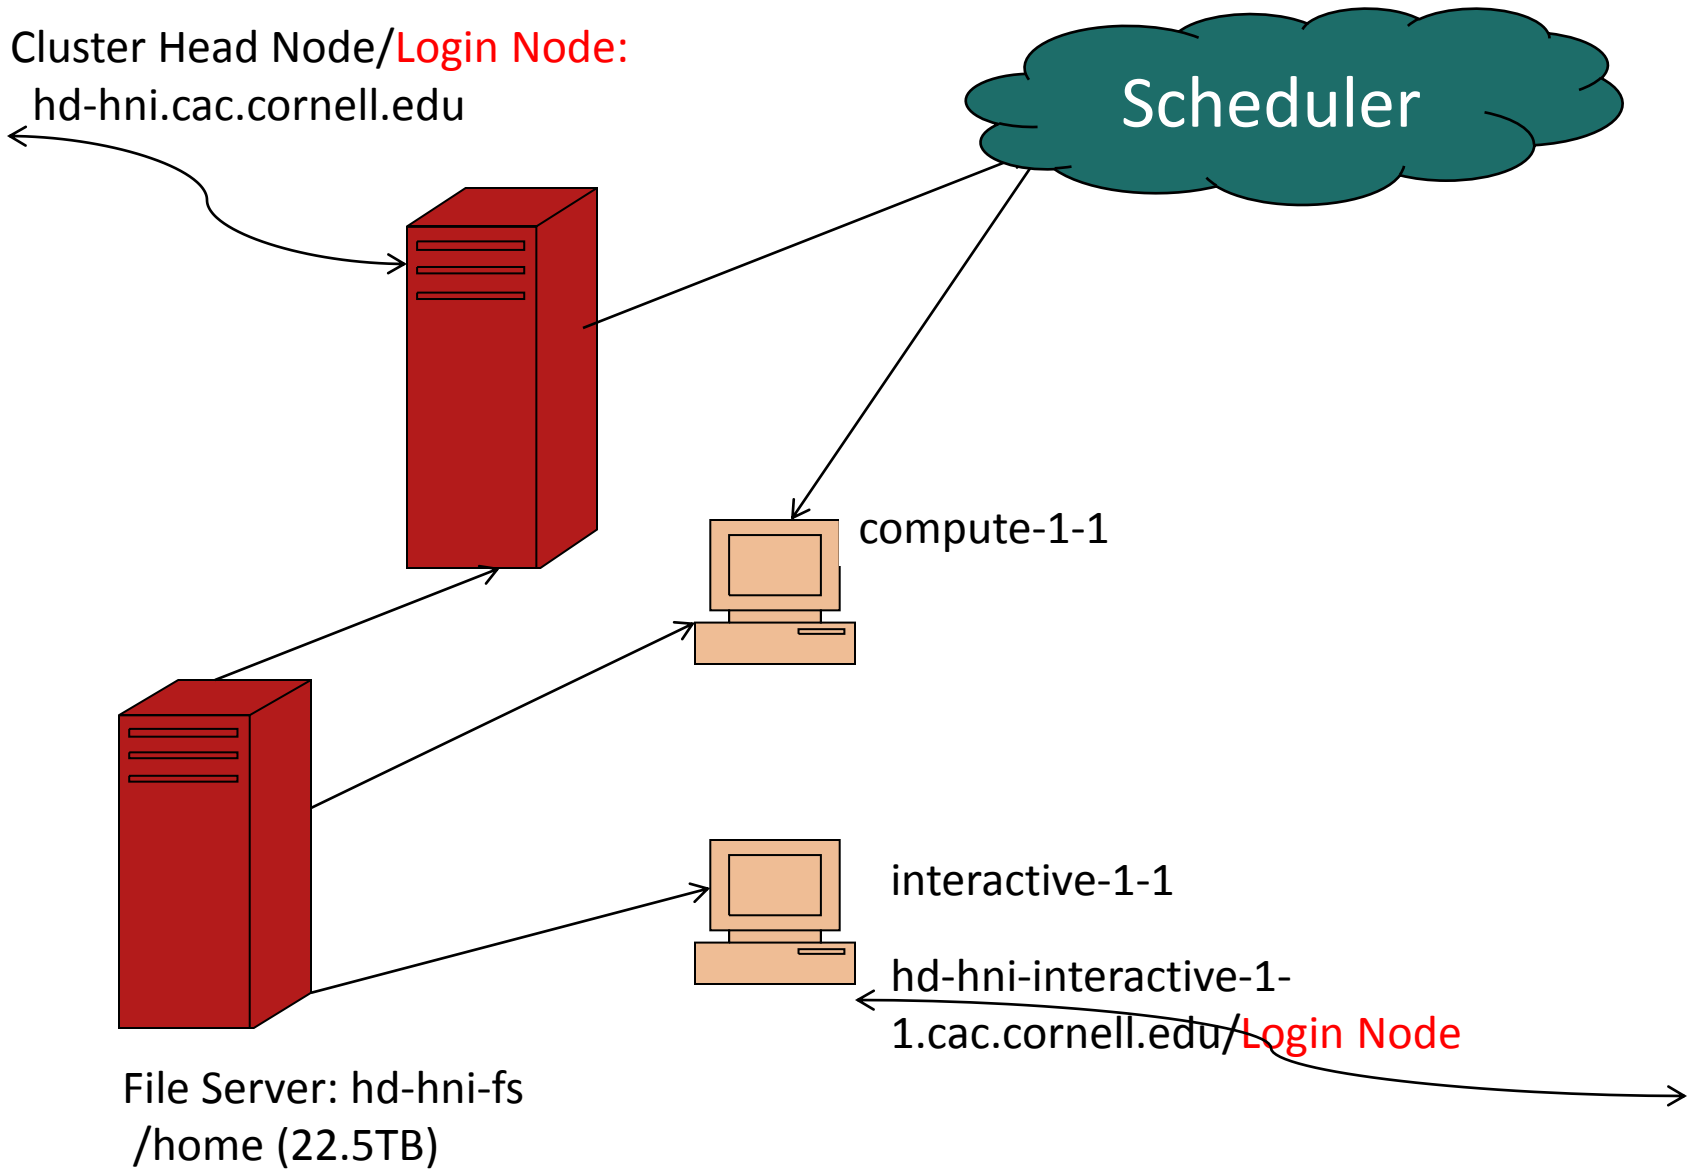 Cluster Head Node/Login Node:
hd-hni.cac.cornell.edu
Scheduler
compute-1-1
interactive-1-1
hd-hni-interactive-1-
1.cac.cornell.edu/Login Node
File Server: hd-hni-fs
/home (22.5TB)